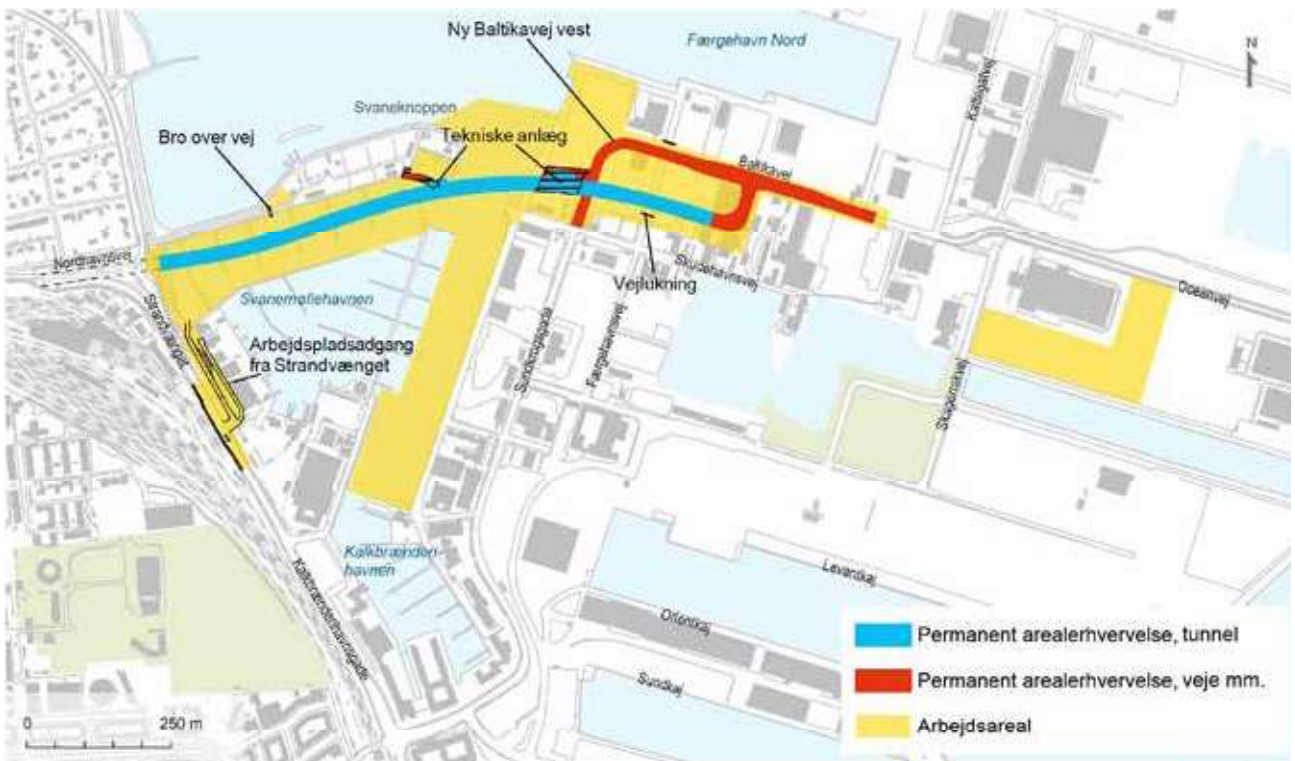 Ny Baltikavej vest
Færgehavn Nord
N
Kattegatvej
Svaneknoppen
Bro over vej
Tekniske anlæg
Baltikavej
Nordhavnsvej
Skudehavnsvej
Oceanvej
Vejlukning
Svanemøllehavnen
Strandvænget
Arbejdspladsadgang
fra Strandvænget
Sundkrogsgade
Færgehavnsvej
Skagerrakvej
Kalkbrænderi-
havnen
Kalkbrænderihavnsgade
Levantkaj
Orientkaj
Sundkaj
Permanent arealerhvervelse, tunnel
Permanent arealerhvervelse, veje mm.
Arbejdsareal
0 250 m